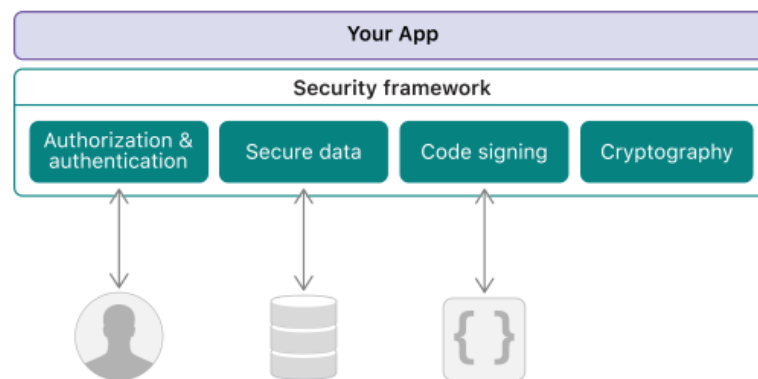 Your App
Security framework
Authorization &
authentication
Secure data
Code signing
Cryptography
{ }